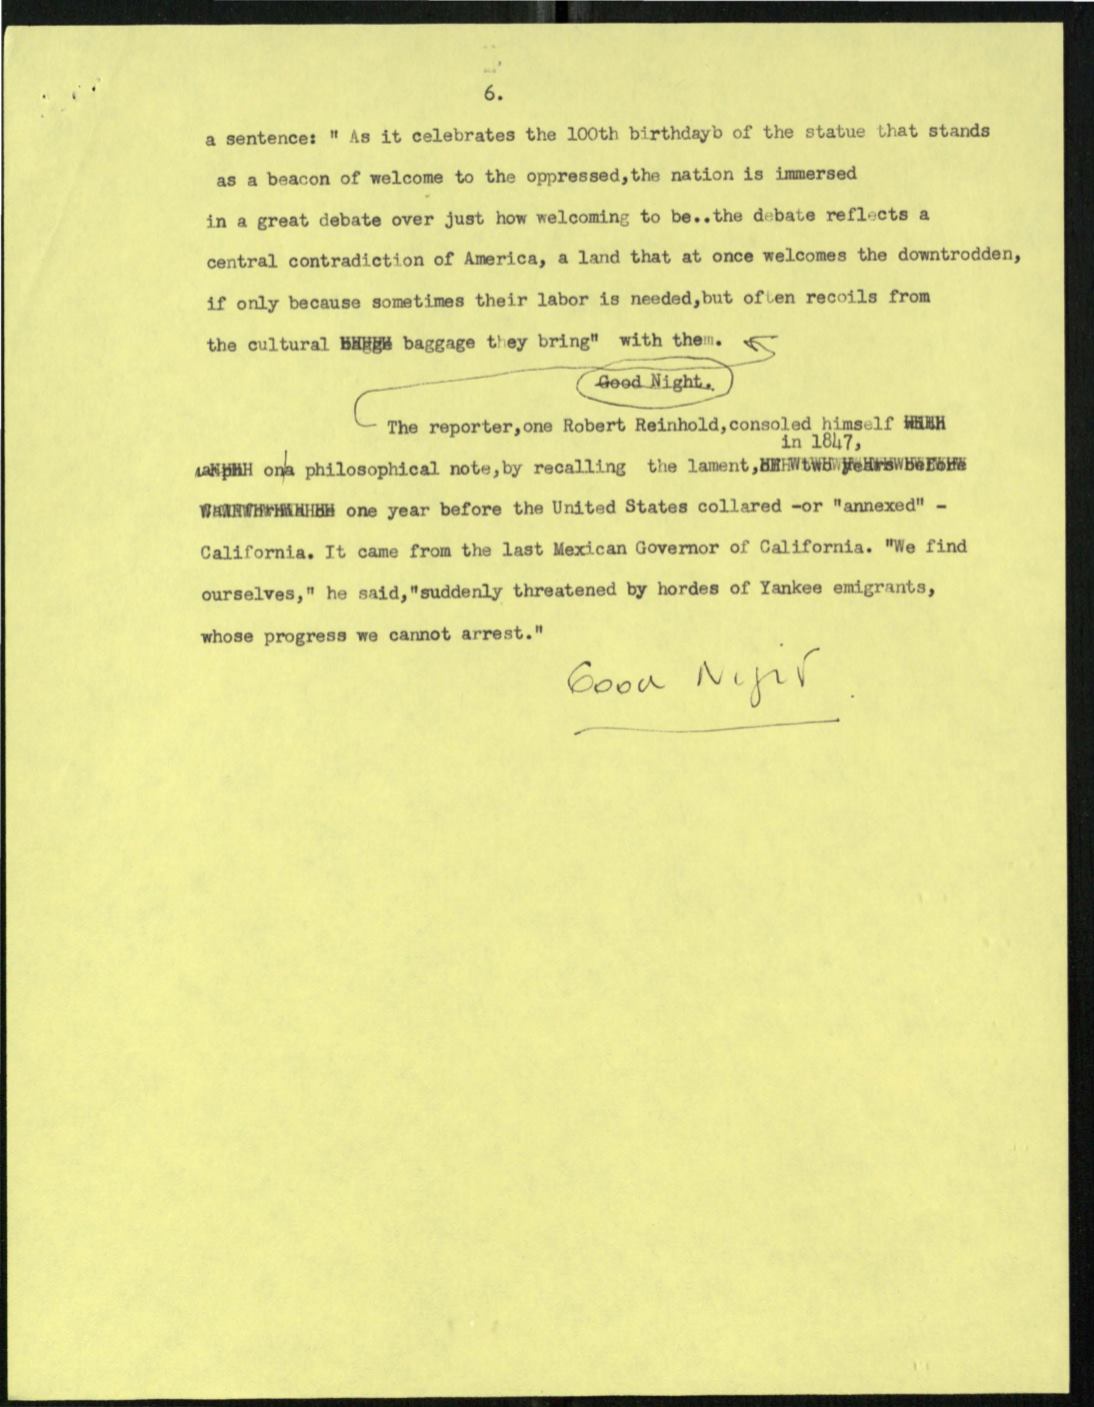 6.
a sentence: " As it celebrates the 100th birthdayb of the statue that stands
as a beacon of welcome to the oppressed,the nation is immersed
in a great debate over just how welcoming to be..the debate reflects a
central contradiction of America, a land that at once welcomes the downtrodden,
if only because sometimes their labor is needed,but often recoils from
the cultural baggage they bring" with them.
Good Night.
The reporter,one Robert Reinhold,consoled himself
in 1847,
on a philosophical note,by recalling the lament, two years before
one year before the United States collared -or "annexed" -
California. It came from the last Mexican Governor of California. "We find
ourselves," he said,"suddenly threatened by hordes of Yankee emigrants,
whose progress we cannot arrest."
Good Night.